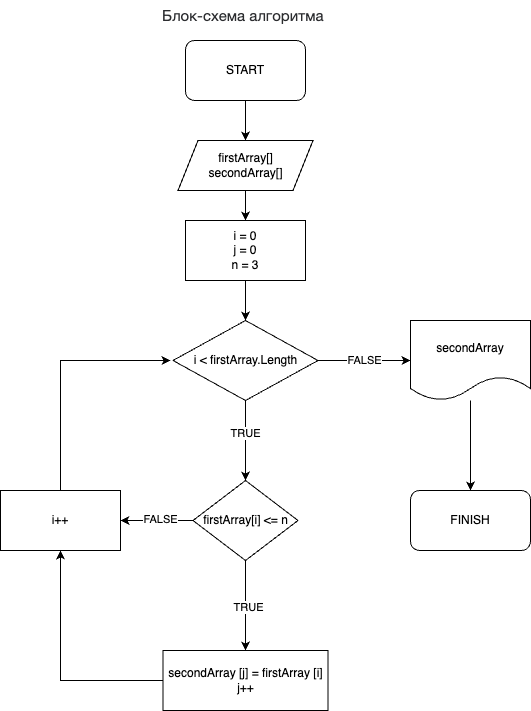 Блок-схема алгоритма
START
firstArray[]
secondArray[]
i = 0
j = 0
n = 3
i < firstArray.Length
FALSE
secondArray
TRUE
i++
FALSE
firstArray[i] <= n
FINISH
TRUE
secondArray [j] = firstArray [i]
j++